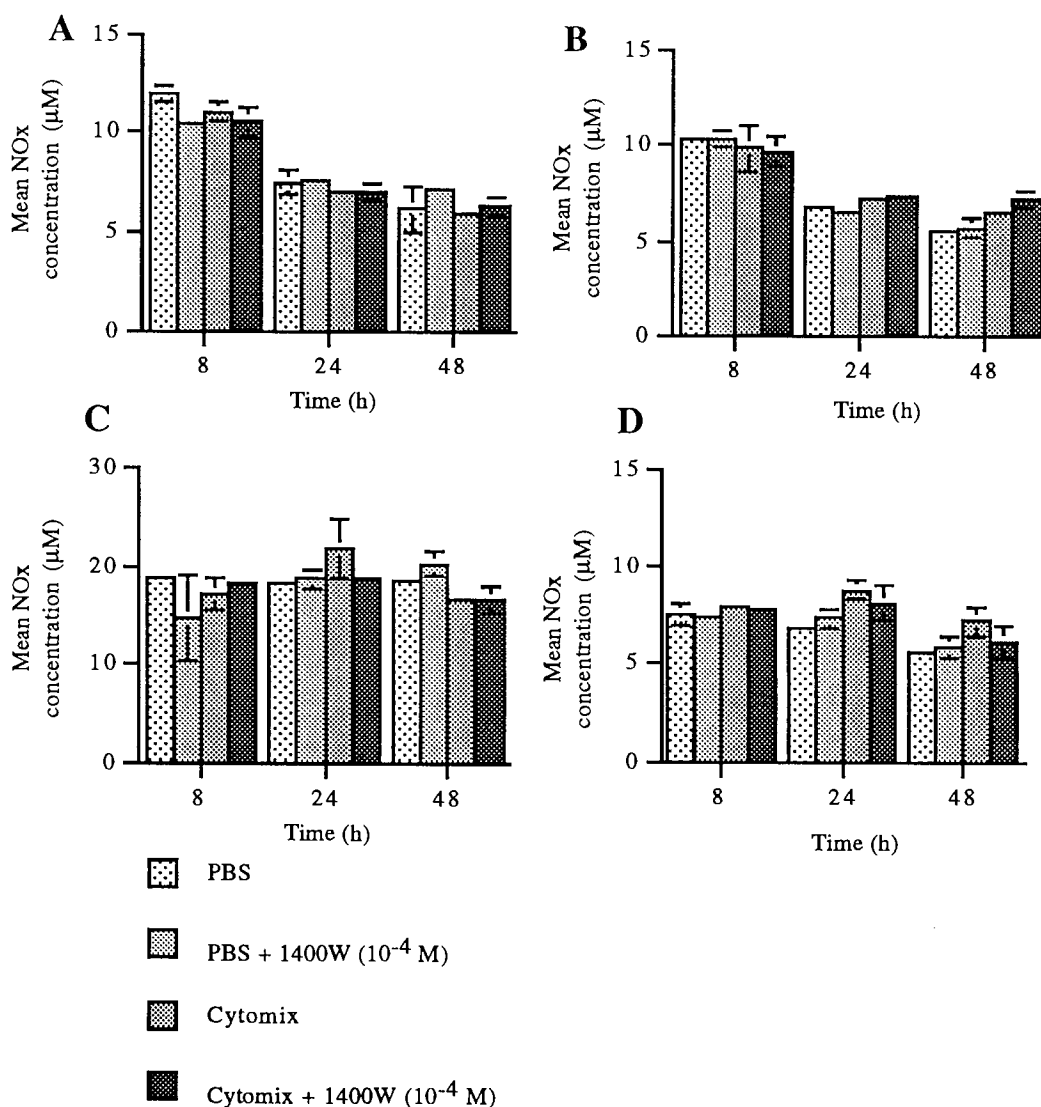 A
15
10
5
0
Mean NOx
concentration (µM)
8 24 48
Time (h)
B
15
10
5
0
Mean NOx
concentration (µM)
8 24 48
Time (h)
C
30
20
10
0
Mean NOx
concentration (µM)
8 24 48
Time (h)
D
15
10
5
0
Mean NOx
concentration (µM)
8 24 48
Time (h)
PBS
PBS + 1400W (10⁻⁴ M)
Cytomix
Cytomix + 1400W (10⁻⁴ M)